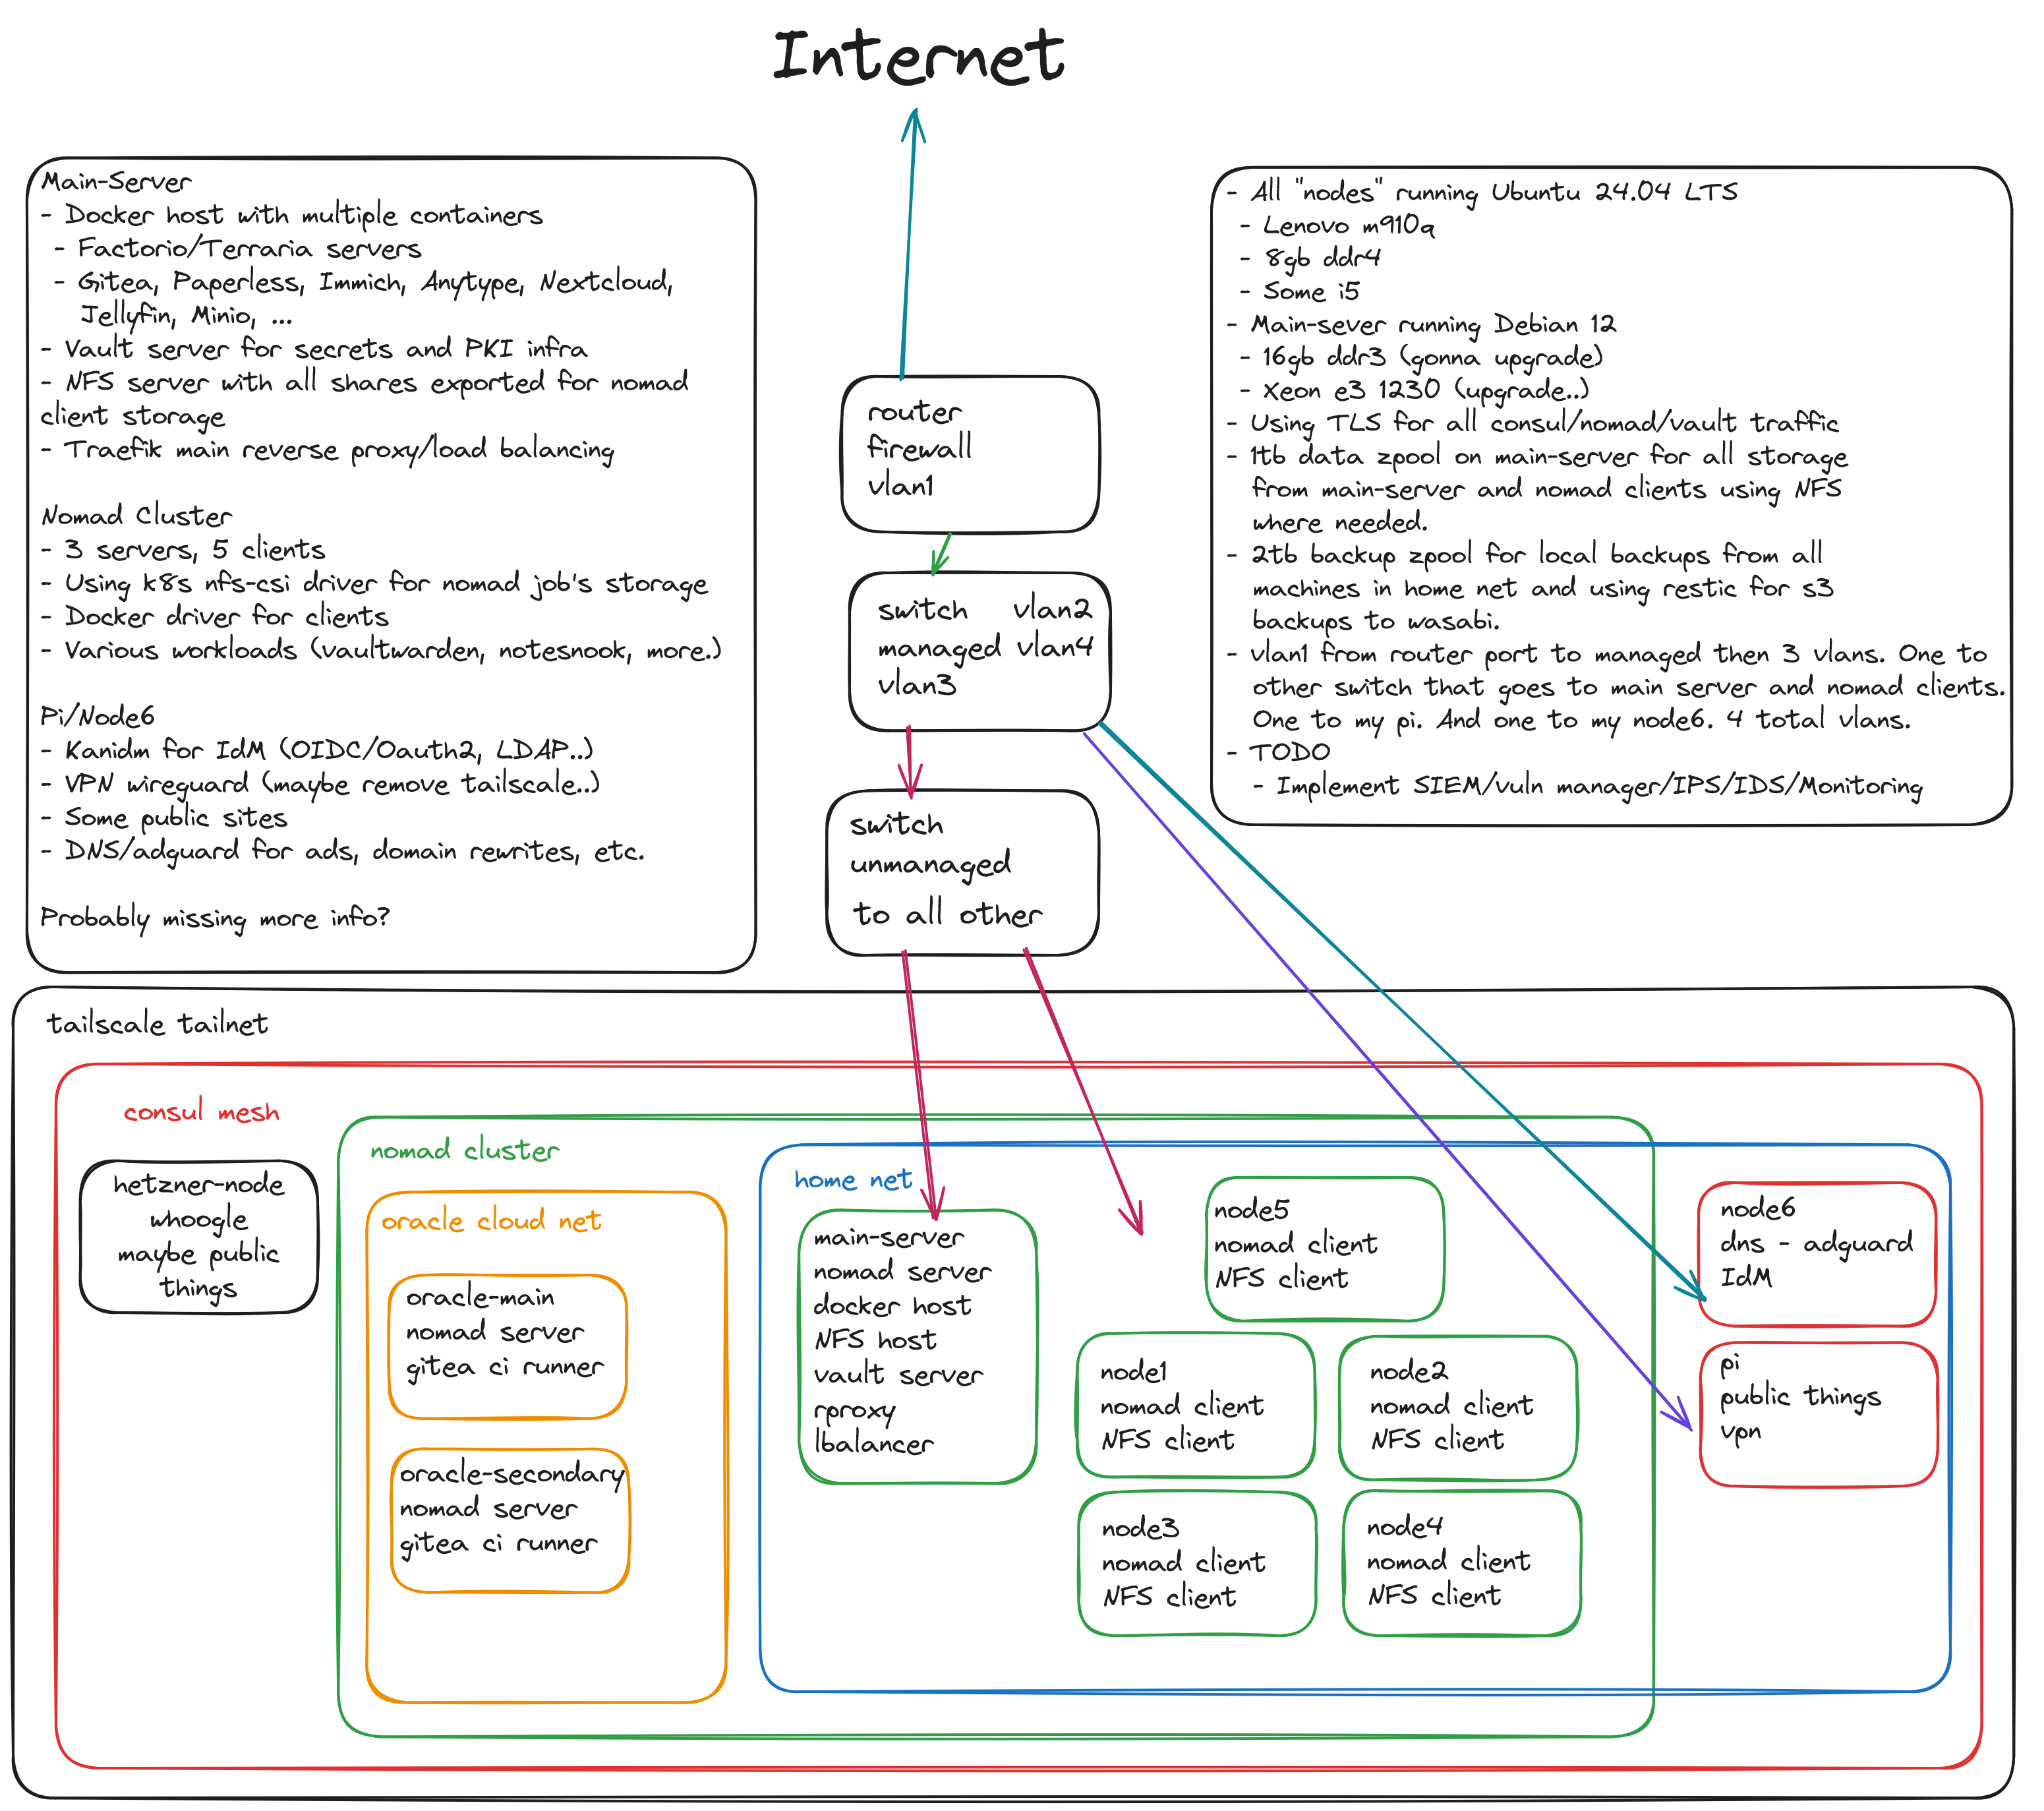 Internet
Main-Server
- Docker host with multiple containers
- Factorio/Terraria servers
- Gitea, Paperless, Immich, Anytype, Nextcloud,
Jellyfin, Minio, ...
- Vault server for secrets and PKI infra
- NFS server with all shares exported for nomad
client storage
- Traefik main reverse proxy/load balancing
Nomad Cluster
- 3 servers, 5 clients
- Using k8s nfs-csi driver for nomad job's storage
- Docker driver for clients
- Various workloads (vaultwarden, notesnook, more.)
Pi/Node6
- Kanidm for IdM (OIDC/Oauth2, LDAP..)
- VPN wireguard (maybe remove tailscale..)
- Some public sites
- DNS/adguard for ads, domain rewrites, etc.
Probably missing more info?
router
firewall
vlan1
switch vlan2
managed vlan4
vlan3
switch
unmanaged
to all other
- All "nodes" running Ubuntu 24.04 LTS
- Lenovo m910q
- 8gb ddr4
- Some i5
- Main-sever running Debian 12
- 16gb ddr3 (gonna upgrade)
- Xeon e3 1230 (upgrade..)
- Using TLS for all consul/nomad/vault traffic
- 1tb data zpool on main-server for all storage
from main-server and nomad clients using NFS
where needed.
- 2tb backup zpool for local backups from all
machines in home net and using restic for s3
backups to wasabi.
- vlan1 from router port to managed then 3 vlans. One to
other switch that goes to main server and nomad clients.
One to my pi. And one to my node6. 4 total vlans.
- TODO
- Implement SIEM/vuln manager/IPS/IDS/Monitoring
tailscale tailnet
consul mesh
hetzner-node
whoogle
maybe public
things
nomad cluster
oracle cloud net
oracle-main
nomad server
gitea ci runner
oracle-secondary
nomad server
gitea ci runner
home net
main-server
nomad server
docker host
NFS host
vault server
rproxy
lbalancer
node5
nomad client
NFS client
node1
nomad client
NFS client
node2
nomad client
NFS client
node3
nomad client
NFS client
node4
nomad client
NFS client
node6
dns - adguard
IdM
pi
public things
vpn